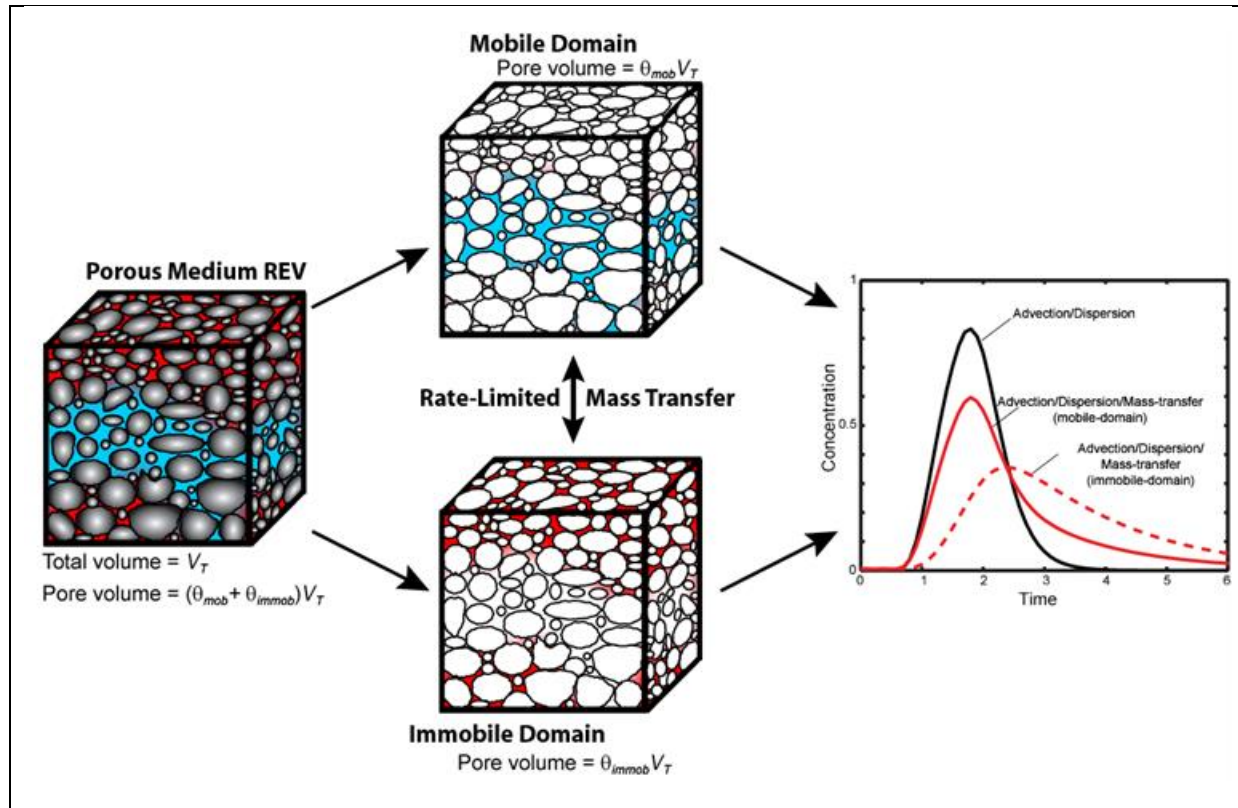 Mobile Domain
Pore volume = θmobVT
Porous Medium REV
Total volume = VT
Pore volume = (θmob + θimmob)VT
Rate-Limited Mass Transfer
Immobile Domain
Pore volume = θimmobVT
1
0.5
0
Concentration
Advection/Dispersion
Advection/Dispersion/Mass-transfer
(mobile-domain)
Advection/Dispersion/
Mass-transfer
(immobile-domain)
0 1 2 3 4 5 6
Time